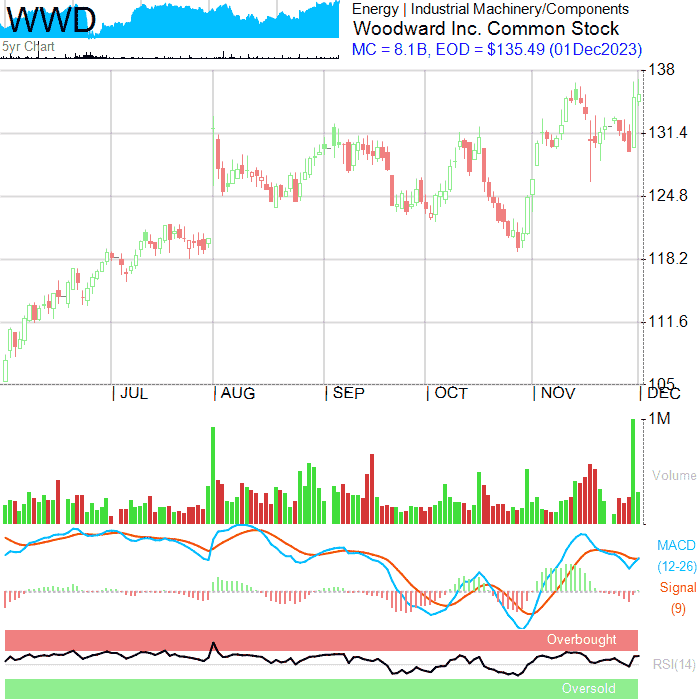 WWD
Energy | Industrial Machinery/Components
Woodward Inc. Common Stock
5yr Chart
MC = 8.1B, EOD = $135.49 (01Dec2023)
138
131.4
124.8
118.2
111.6
105
JUL AUG SEP OCT NOV DEC
1M
Volume
MACD
(12-26)
Signal
(9)
Overbought
RSI(14)
Oversold